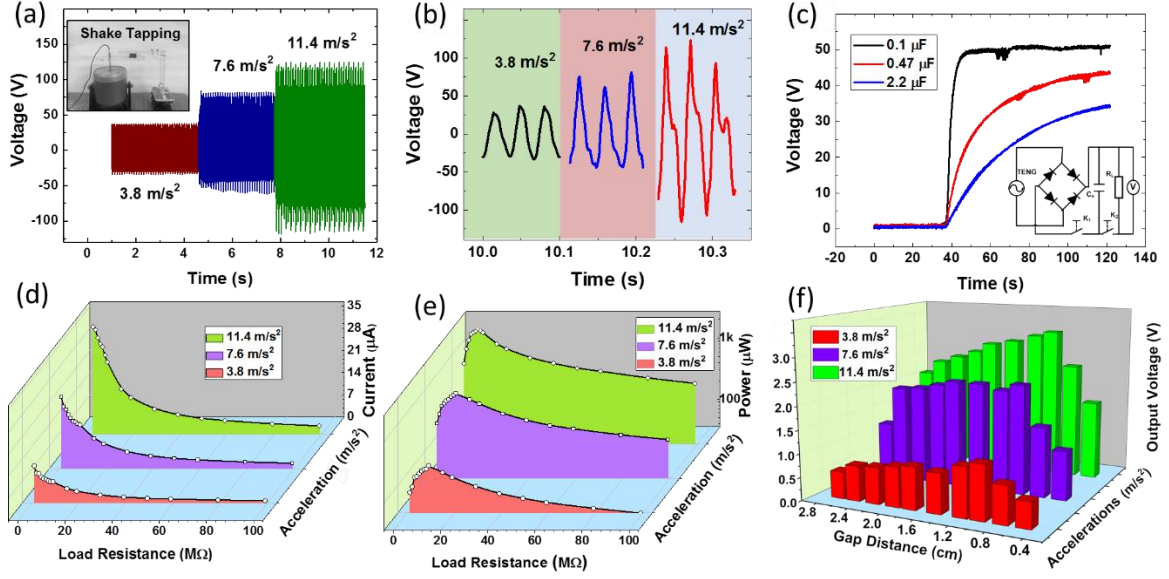 (a)
Shake Tapping
3.8 m/s²
7.6 m/s²
11.4 m/s²
Voltage (V)
150
100
50
0
-50
-100
0 2 4 6 8 10 12
Time (s)
(b)
3.8 m/s²
7.6 m/s²
11.4 m/s²
Voltage (V)
150
100
50
0
-50
-100
10.0 10.1 10.2 10.3
Time (s)
(c)
0.1 μF
0.47 μF
2.2 μF
Voltage (V)
50
40
30
20
10
0
TENG
K₁
V
-20 0 20 40 60 80 100 120 140
Time (s)
(d)
11.4 m/s²
7.6 m/s²
3.8 m/s²
35
28
21
14
7
0
Current (μA)
0 20 40 60 80 100
Load Resistance (MΩ)
Acceleration (m/s²)
(e)
11.4 m/s²
7.6 m/s²
3.8 m/s²
1k
100
Power (μW)
0 20 40 60 80 100
Load Resistance (MΩ)
Acceleration (m/s²)
(f)
3.8 m/s²
7.6 m/s²
11.4 m/s²
3.0
2.5
2.0
1.5
1.0
0.5
0.0
Output Voltage (V)
2.8 2.4 2.0 1.6 1.2 0.8 0.4
Gap Distance (cm)
Accelerations (m/s²)